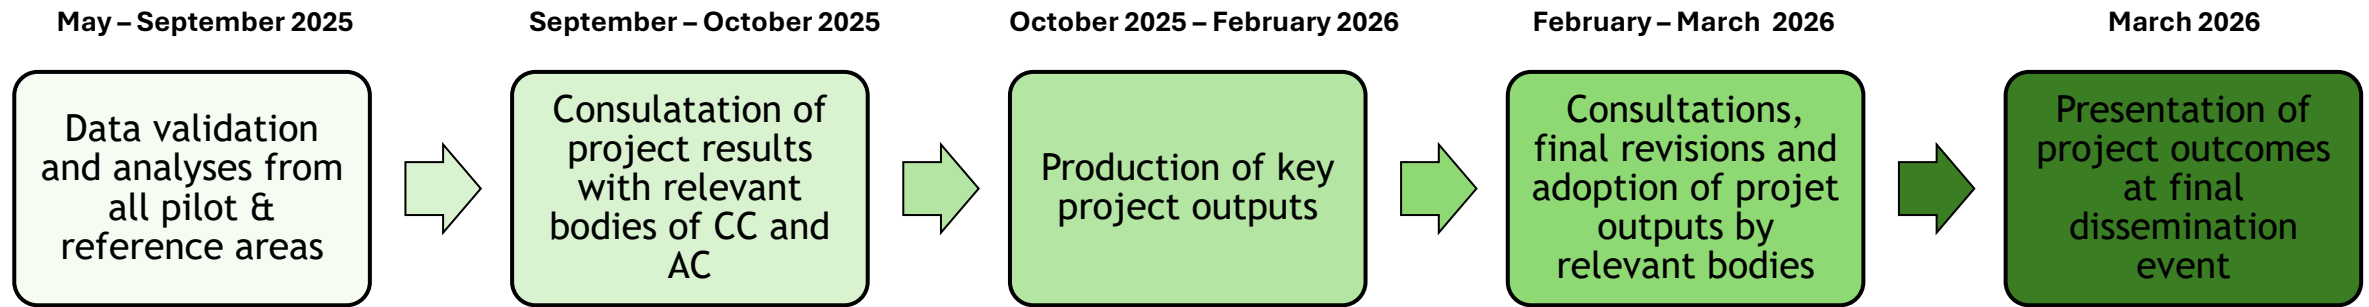 May – September 2025
Data validation
and analyses from
all pilot &
reference areas
September – October 2025
Consulatation of
project results
with relevant
bodies of CC and
AC
October 2025 – February 2026
Production of key
project outputs
February – March 2026
Consultations,
final revisions and
adoption of projet
outputs by
relevant bodies
March 2026
Presentation of
project outcomes
at final
dissemination
event